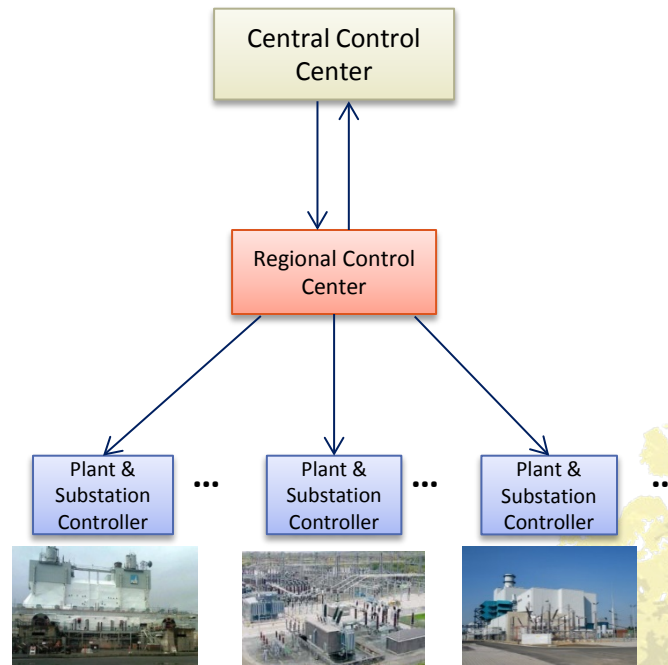 Central Control
Center
Regional Control
Center
Plant &
Substation
Controller
...
Plant &
Substation
Controller
...
Plant &
Substation
Controller
...